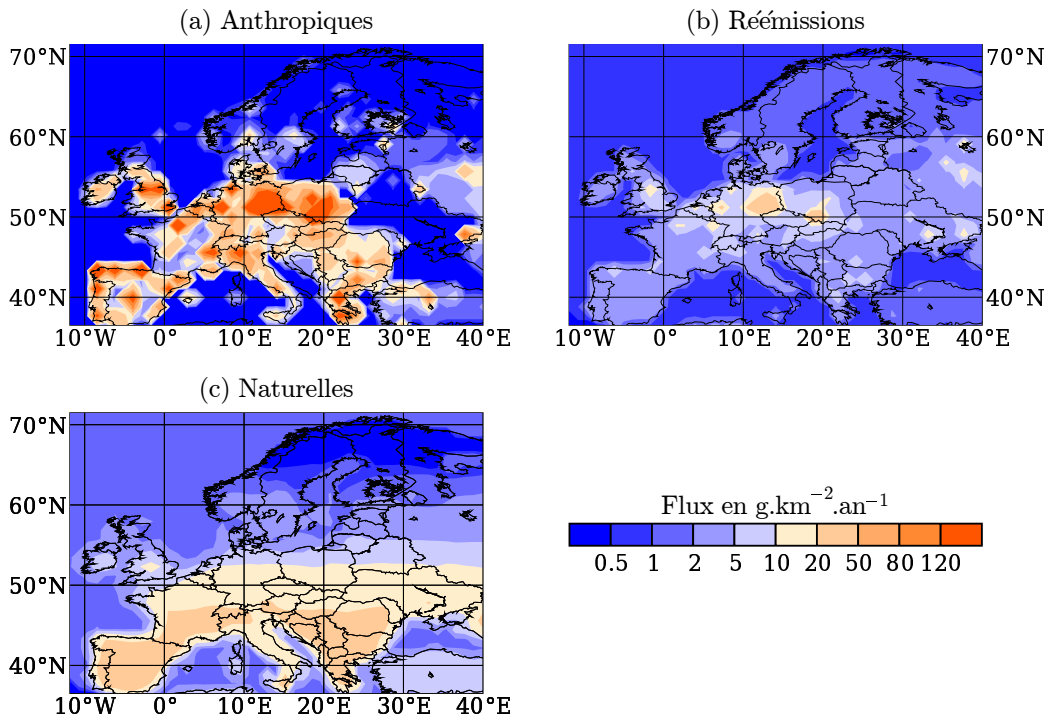 (a) Anthropiques
(b) Rééémissions
70°N
60°N
50°N
40°N
10°W 0° 10°E 20°E 30°E 40°E
70°N
60°N
50°N
40°N
10°W 0° 10°E 20°E 30°E 40°E
(c) Naturelles
70°N
60°N
50°N
40°N
10°W 0° 10°E 20°E 30°E 40°E
Flux en g.km⁻².an⁻¹
0.5 1 2 5 10 20 50 80 120